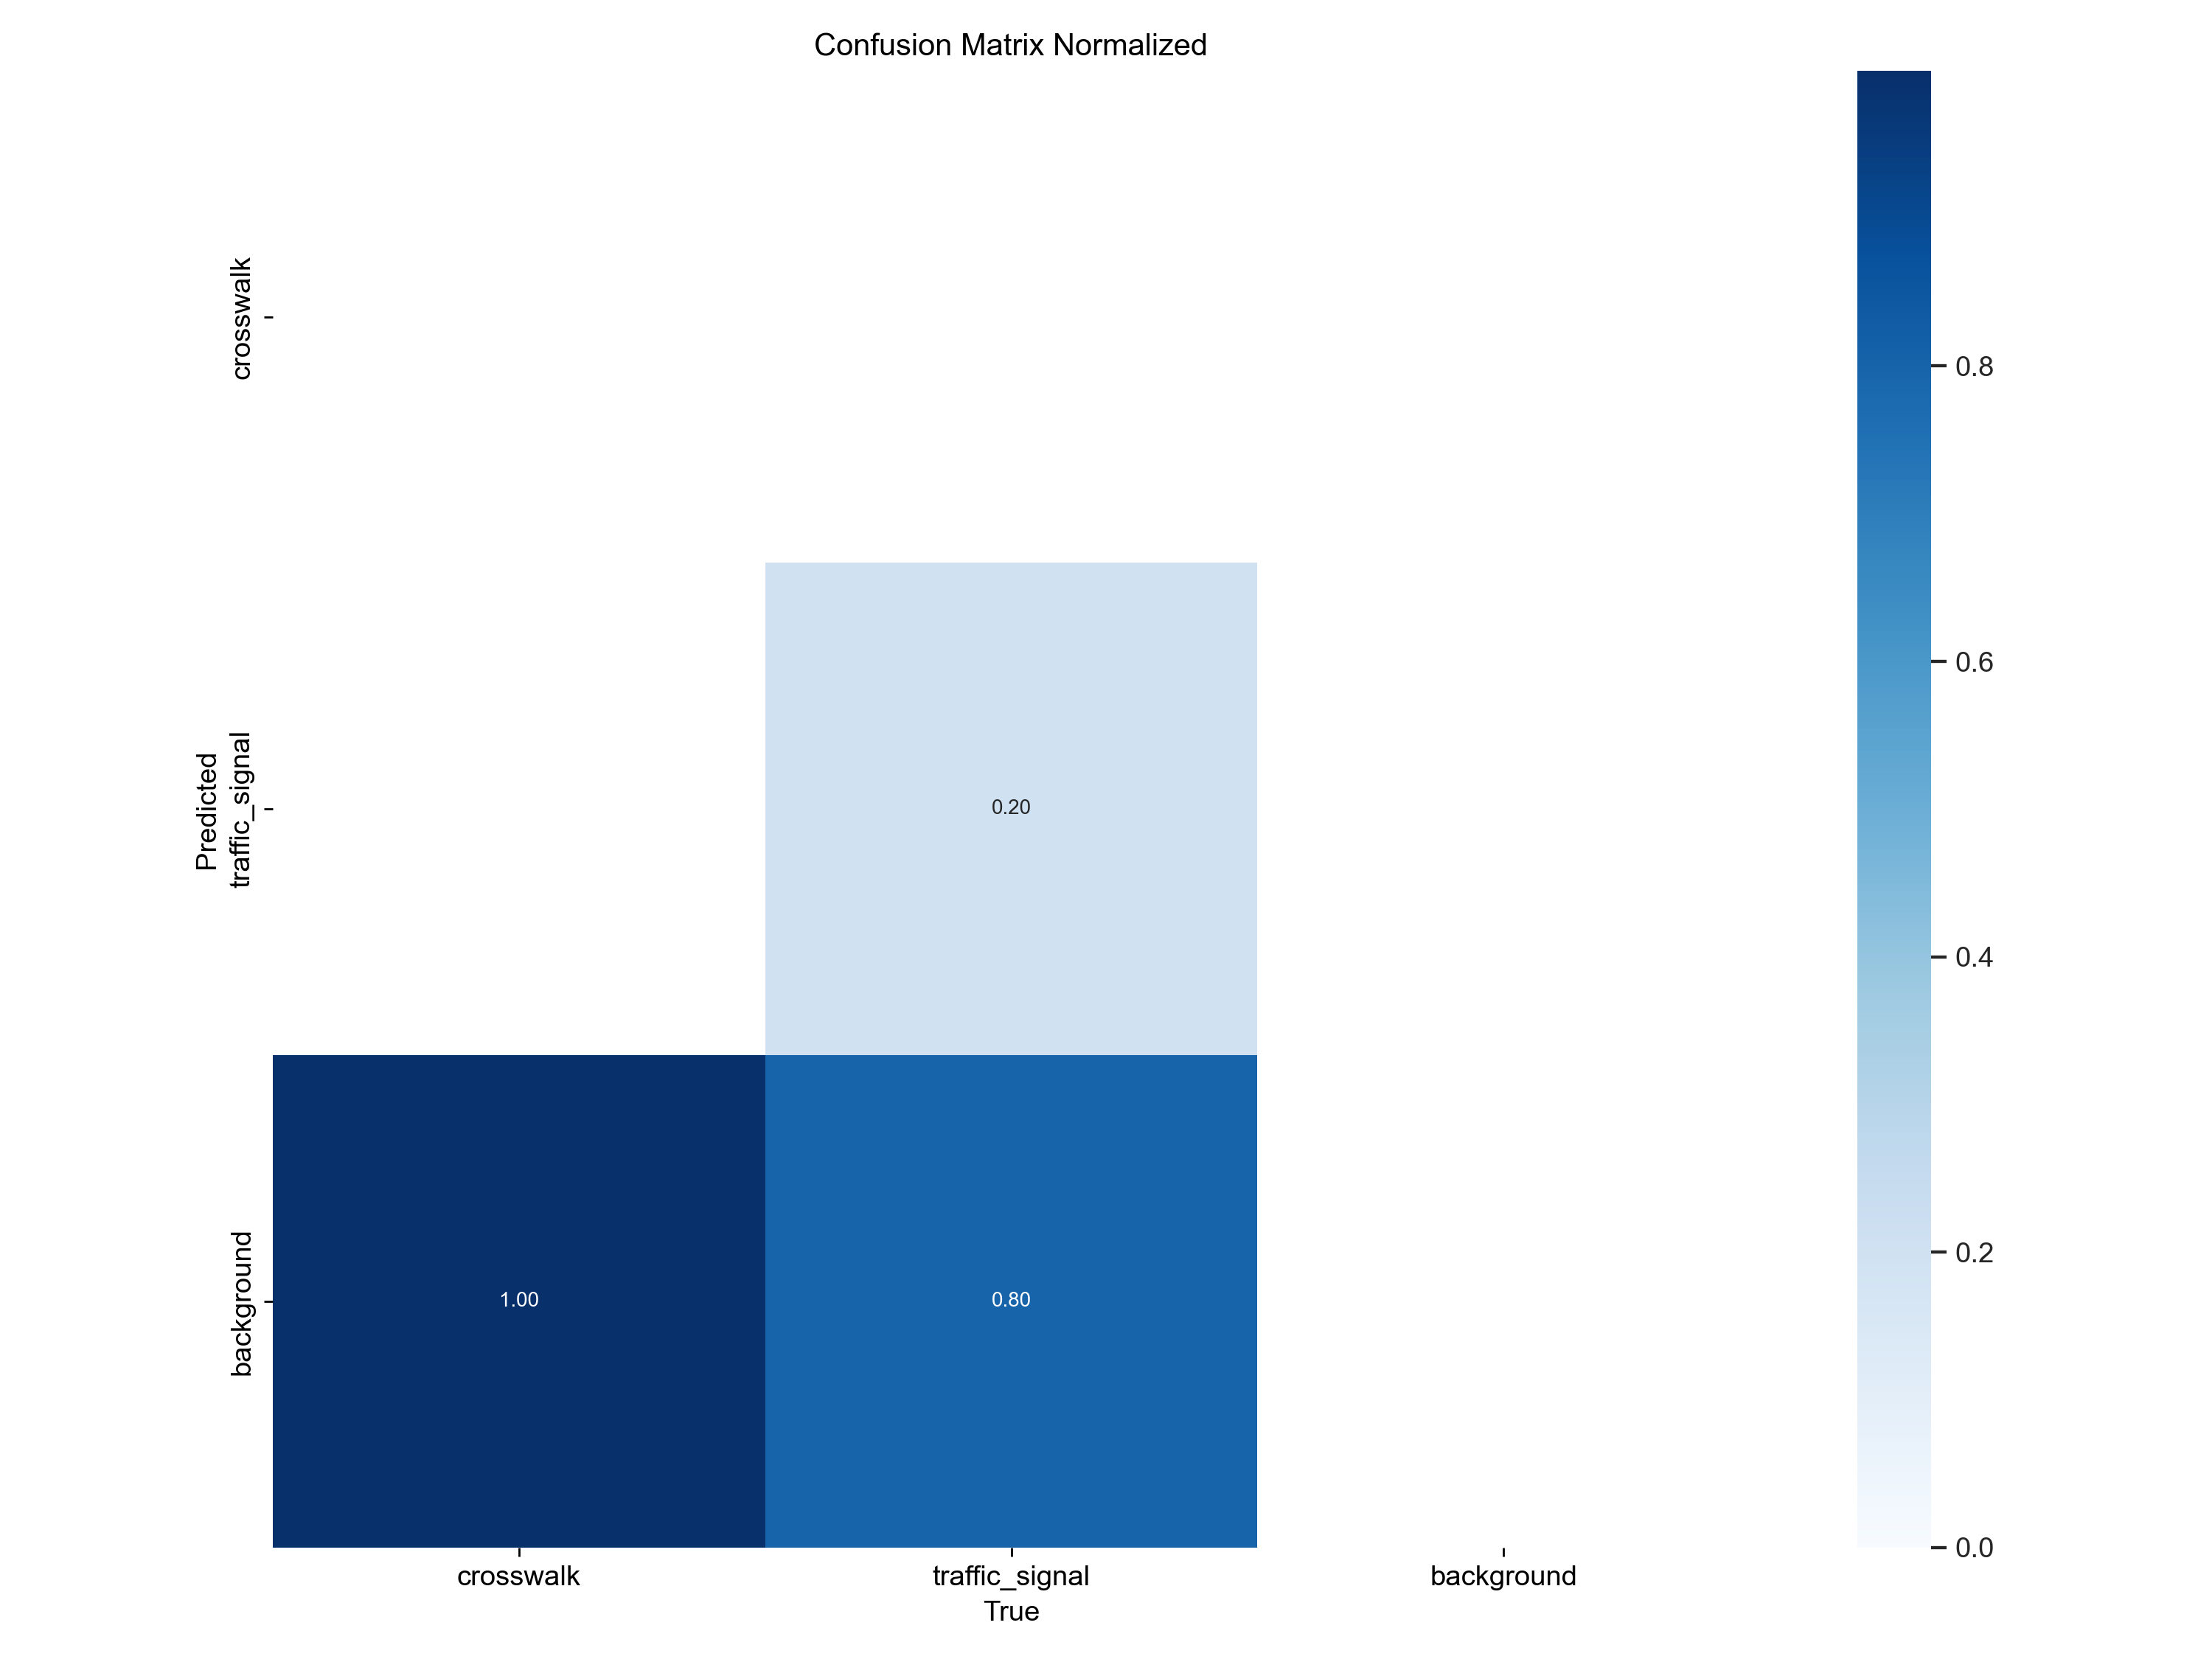 Confusion Matrix Normalized
crosswalk
traffic_signal
background
Predicted
0.20
1.00
0.80
crosswalk
traffic_signal
background
True
0.8
0.6
0.4
0.2
0.0